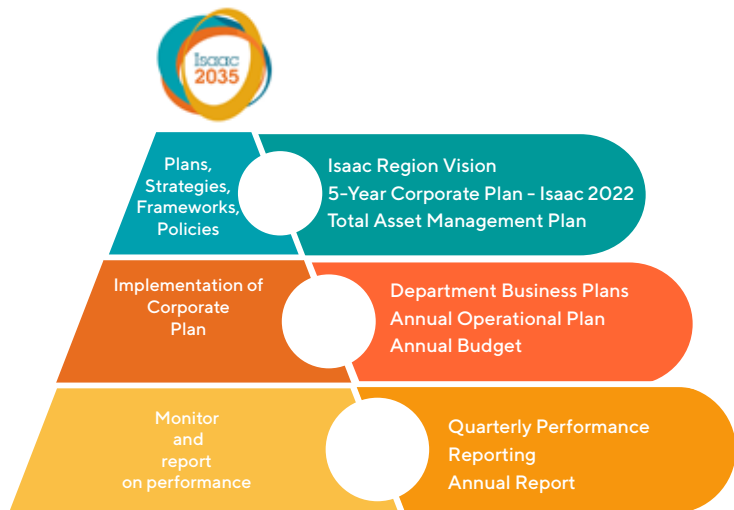 Isaac
2035
Plans,
Strategies,
Frameworks,
Policies
Isaac Region Vision
5-Year Corporate Plan - Isaac 2022
Total Asset Management Plan
Implementation of
Corporate
Plan
Department Business Plans
Annual Operational Plan
Annual Budget
Monitor
and
report
on performance
Quarterly Performance
Reporting
Annual Report